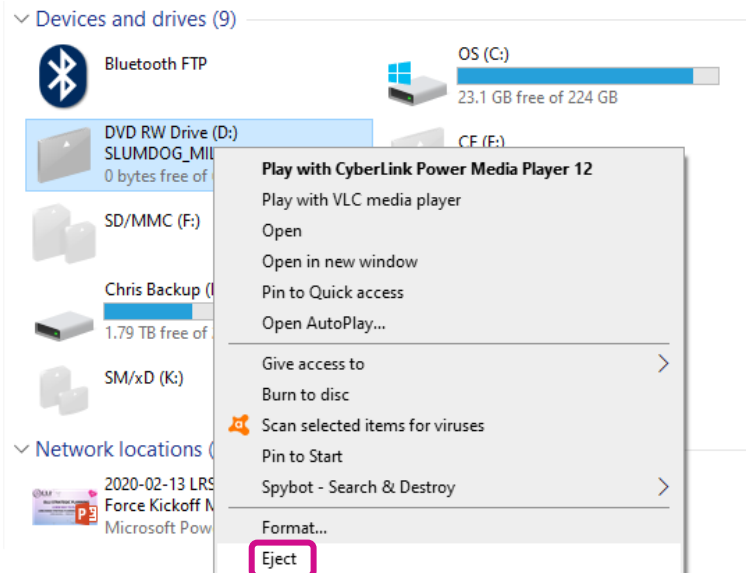 Devices and drives (9)
Bluetooth FTP
OS (C:)
23.1 GB free of 224 GB
DVD RW Drive (D:)
SLUMDOG_MIL
0 bytes free of
CF (E:)
SD/MMC (F:)
Chris Backup (
1.79 TB free of
SM/xD (K:)
Network locations (
2020-02-13 LRS
Force Kickoff
Microsoft Pow
Play with CyberLink Power Media Player 12
Play with VLC media player
Open
Open in new window
Pin to Quick access
Open AutoPlay...
Give access to
Burn to disc
Scan selected items for viruses
Pin to Start
Spybot - Search & Destroy
Format...
Eject